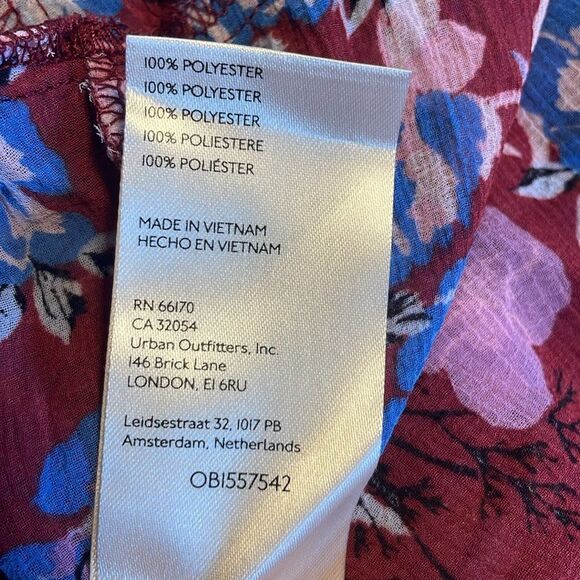 100% POLYESTER
100% POLYESTER
100% POLYESTER
100% POLIESTERE
100% POLIÉSTER
MADE IN VIETNAM
HECHO EN VIETNAM
RN 66170
CA 32054
Urban Outfitters, Inc.
146 Brick Lane
LONDON, E1 6RU
Leidsestraat 32, 1017 PB
Amsterdam, Netherlands
OB1557542